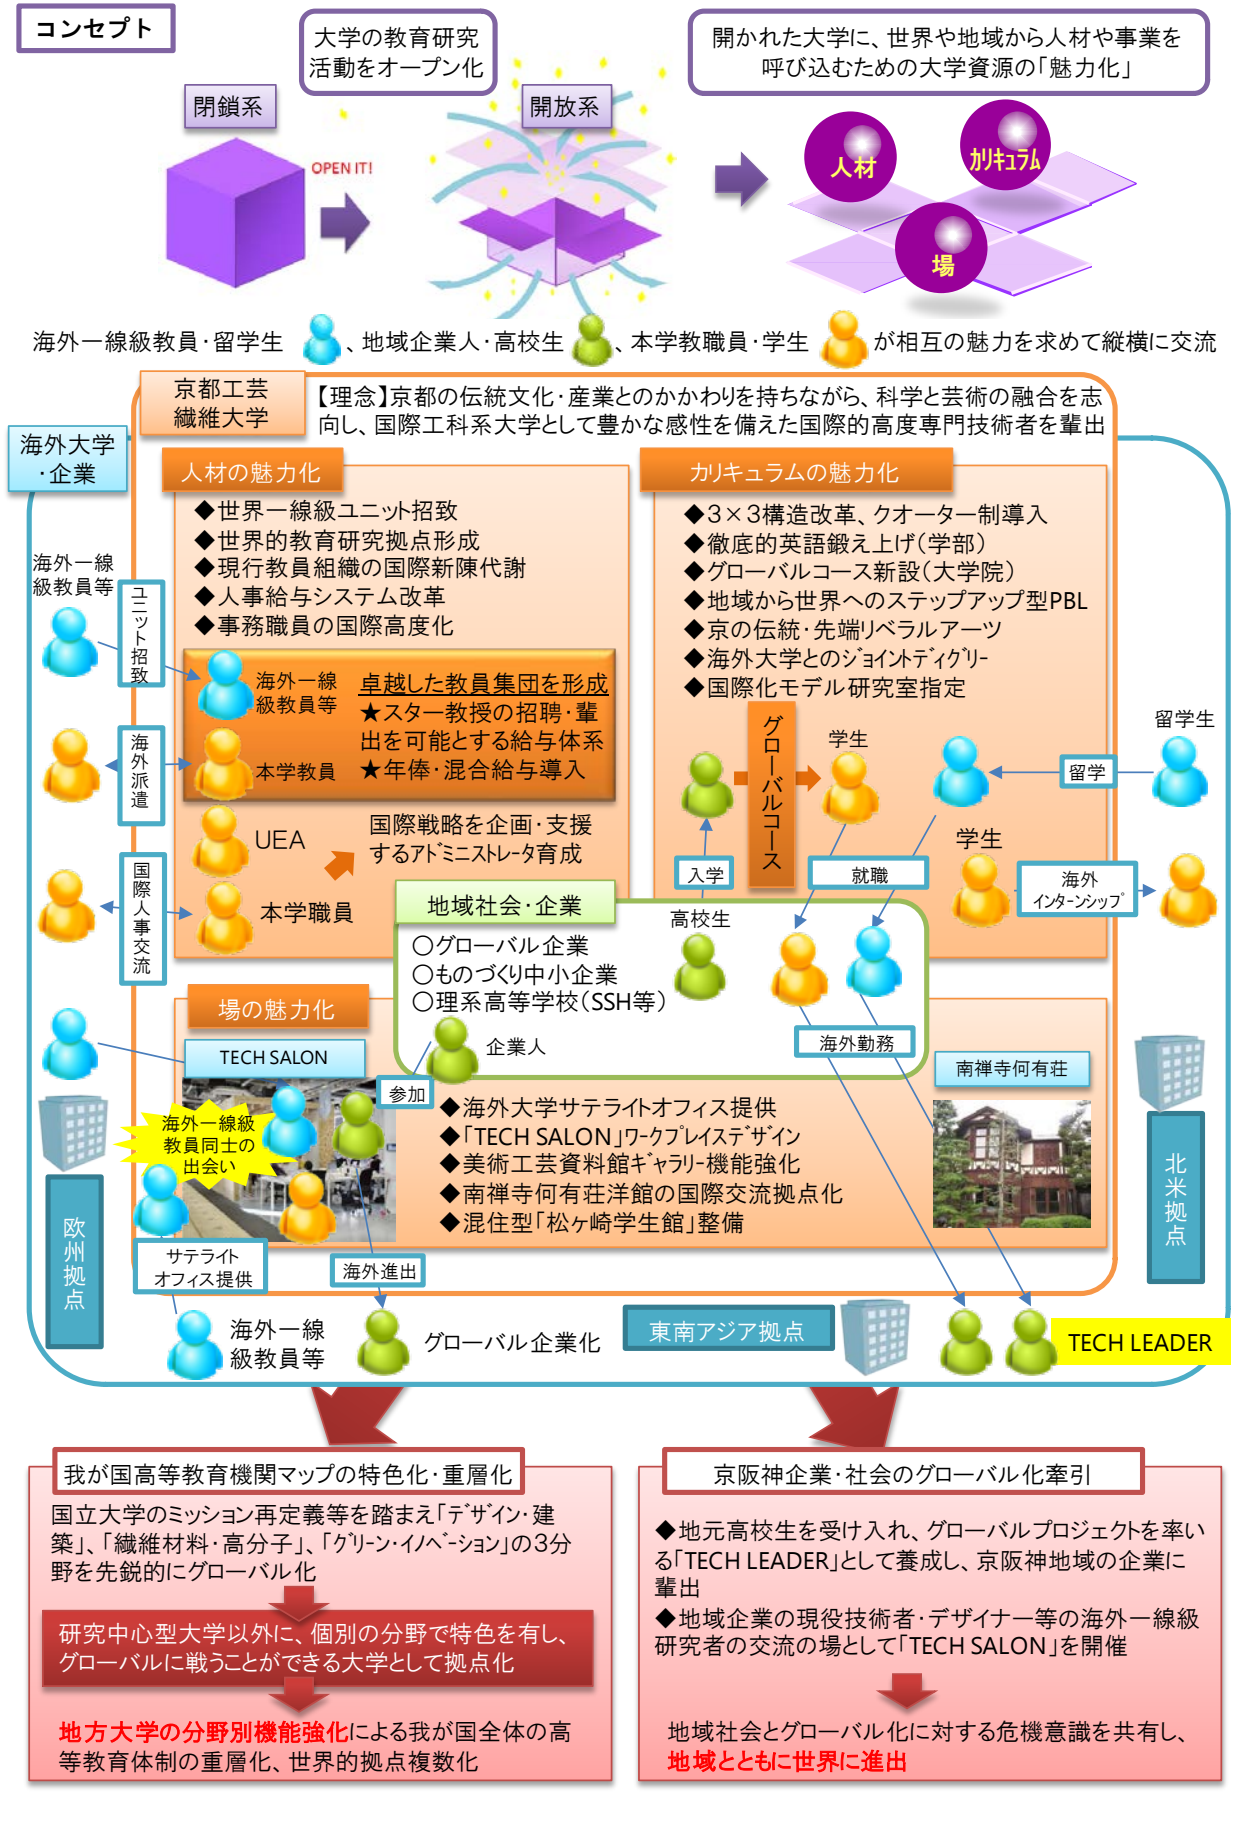 コンセプト
大学の教育研究
活動をオープン化
開かれた大学に、世界や地域から人材や事業を
呼び込むための大学資源の「魅力化」
閉鎖系
OPEN IT!
開放系
人材
カリキュラム
場
海外一線級教員・留学生 、地域企業人・高校生 、本学教職員・学生 が相互の魅力を求めて縦横に交流
京都工芸
繊維大学
【理念】京都の伝統文化・産業とのかかわりを持ちながら、科学と芸術の融合を志
向し、国際工科系大学として豊かな感性を備えた国際的高度専門技術者を輩出
海外大学
・企業
人材の魅力化
◆世界一線級ユニット招致
◆世界的教育研究拠点形成
◆現行教員組織の国際新陳代謝
◆人事給与システム改革
◆事務職員の国際高度化
海外一線
級教員等
ユニット招致
海外一線
級教員等
卓越した教員集団を形成
★スター教授の招聘・輩
出を可能とする給与体系
★年俸・混合給与導入
本学教員
海外派遣
UEA
国際戦略を企画・支援
するアドミニストレータ育成
国際人事交流
本学職員
カリキュラムの魅力化
◆3×3構造改革、クオーター制導入
◆徹底的英語鍛え上げ(学部)
◆グローバルコース新設(大学院)
◆地域から世界へのステップアップ型PBL
◆京の伝統・先端リベラルアーツ
◆海外大学とのジョイントディグリー
◆国際化モデル研究室指定
グローバルコース
学生
留学生
留学
入学
就職
学生
海外
インターンシップ
高校生
地域社会・企業
○グローバル企業
○ものづくり中小企業
○理系高等学校(SSH等)
企業人
海外勤務
場の魅力化
TECH SALON
参加
海外一線級
教員同士の
出会い
◆海外大学サテライトオフィス提供
◆「TECH SALON」ワークプレイスデザイン
◆美術工芸資料館ギャラリー機能強化
◆南禅寺何有荘洋館の国際交流拠点化
◆混住型「松ヶ崎学生館」整備
南禅寺何有荘
欧州拠点
北米拠点
サテライト
オフィス提供
海外進出
海外一線
級教員等
グローバル企業化
東南アジア拠点
TECH LEADER
我が国高等教育機関マップの特色化・重層化
国立大学のミッション再定義等を踏まえ「デザイン・建
築」、「繊維材料・高分子」、「グリーン・イノベーション」の3分
野を先鋭的にグローバル化
研究中心型大学以外に、個別の分野で特色を有し、
グローバルに戦うことができる大学として拠点化
地方大学の分野別機能強化による我が国全体の高
等教育体制の重層化、世界的拠点複数化
京阪神企業・社会のグローバル化牽引
◆地元高校生を受け入れ、グローバルプロジェクトを率い
る「TECH LEADER」として養成し、京阪神地域の企業に
輩出
◆地域企業の現役技術者・デザイナー等の海外一線級
研究者の交流の場として「TECH SALON」を開催
地域社会とグローバル化に対する危機意識を共有し、
地域とともに世界に進出